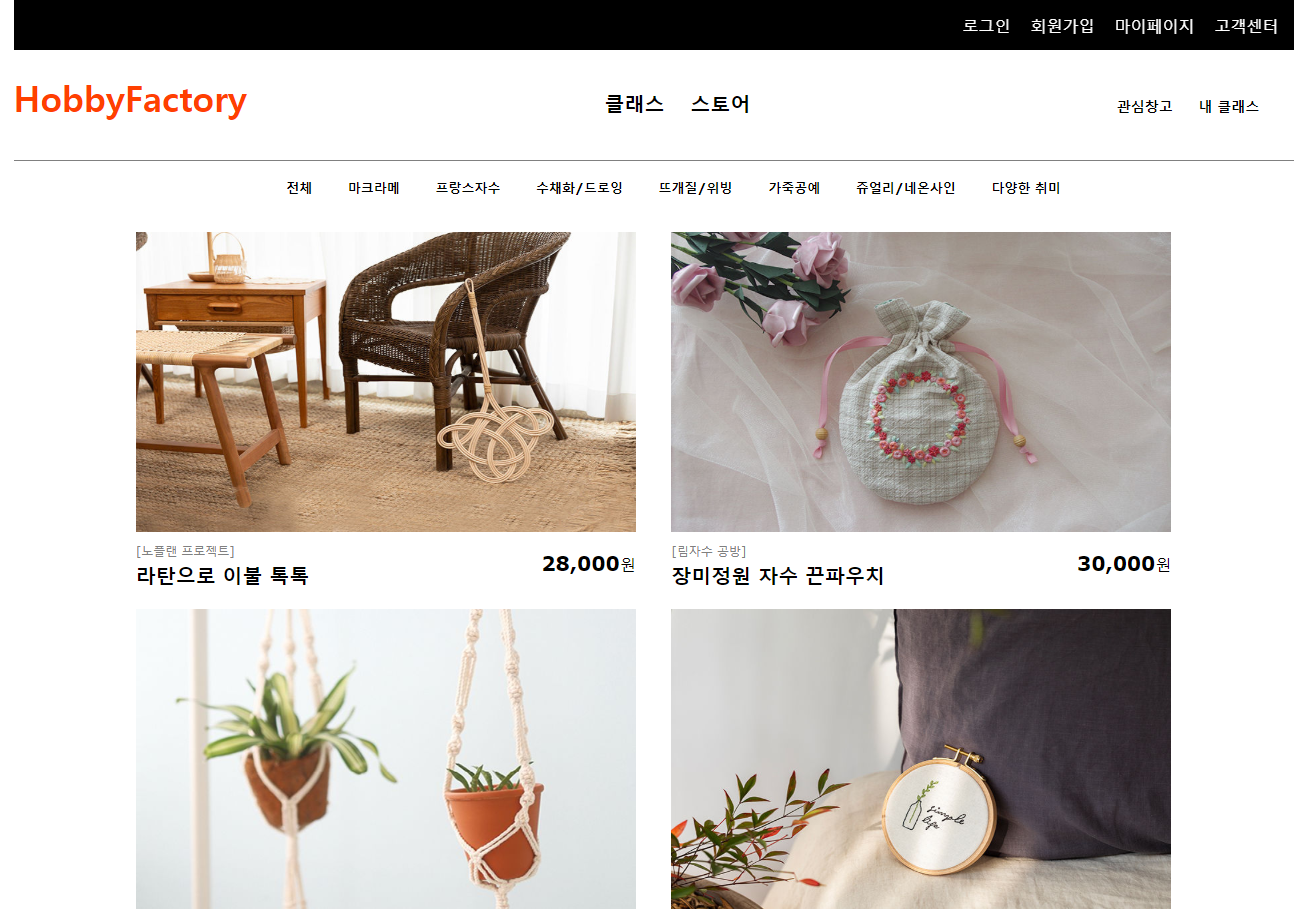 로그인 회원가입 마이페이지 고객센터
HobbyFactory 클래스 스토어 관심창고 내 클래스
전체 마크라메 프랑스자수 수채화/드로잉 뜨개질/위빙 가죽공예 쥬얼리/네온사인 다양한 취미
[노플랜 프로젝트]
라탄으로 이불 톡톡 28,000원
[림자수 공방]
장미정원 자수 끈파우치 30,000원
Simple
life